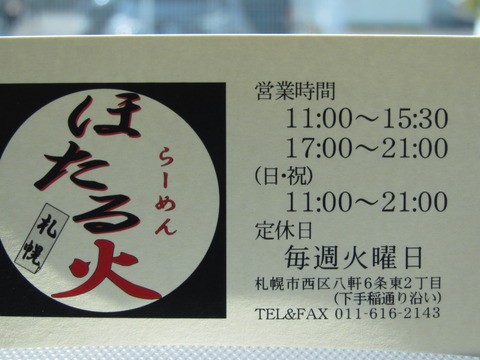 らーめん
ほたる火
札幌
営業時間
11:00〜15:30
17:00〜21:00
(日・祝)
11:00〜21:00
定休日
毎週火曜日
札幌市西区八軒6条東2丁目
(下手稲通り沿い)
TEL&FAX 011-616-2143